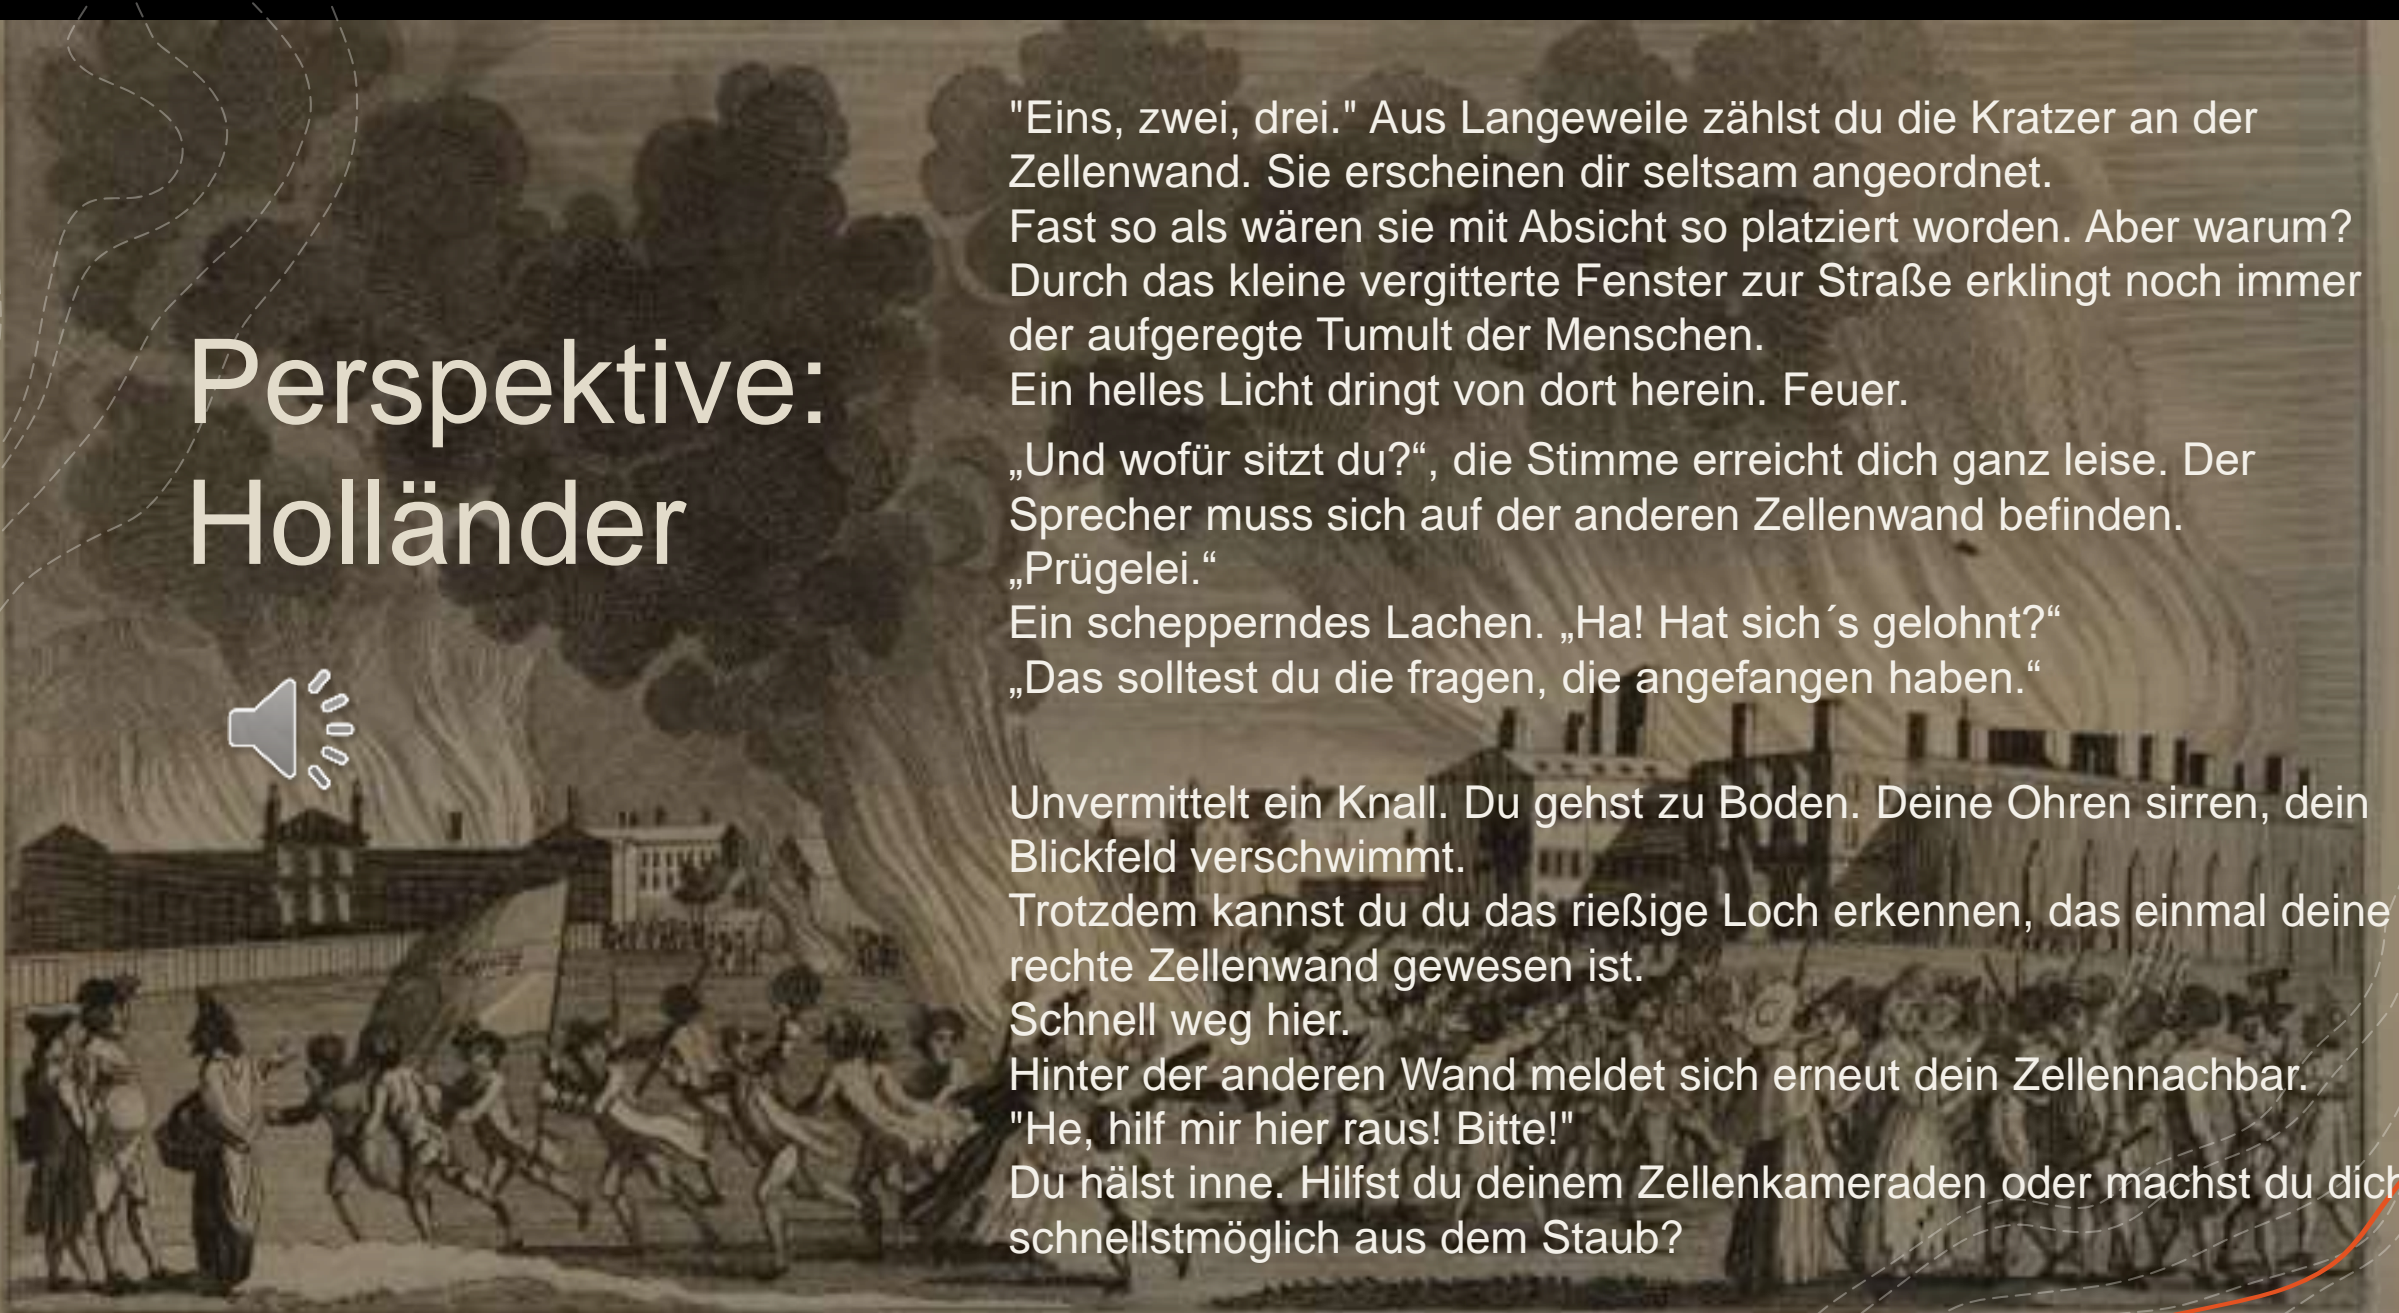 Perspektive:
Holländer
"Eins, zwei, drei." Aus Langeweile zählst du die Kratzer an der
Zellenwand. Sie erscheinen dir seltsam angeordnet.
Fast so als wären sie mit Absicht so platziert worden. Aber warum?
Durch das kleine vergitterte Fenster zur Straße erklingt noch immer
der aufgeregte Tumult der Menschen.
Ein helles Licht dringt von dort herein. Feuer.
„Und wofür sitzt du?“, die Stimme erreicht dich ganz leise. Der
Sprecher muss sich auf der anderen Zellenwand befinden.
„Prügelei.“
Ein schepperndes Lachen. „Ha! Hat sich´s gelohnt?“
„Das solltest du die fragen, die angefangen haben.“
Unvermittelt ein Knall. Du gehst zu Boden. Deine Ohren sirren, dein
Blickfeld verschwimmt.
Trotzdem kannst du du das rießige Loch erkennen, das einmal deine
rechte Zellenwand gewesen ist.
Schnell weg hier.
Hinter der anderen Wand meldet sich erneut dein Zellennachbar.
"He, hilf mir hier raus! Bitte!"
Du hälst inne. Hilfst du deinem Zellenkameraden oder machst du dich
schnellstmöglich aus dem Staub?